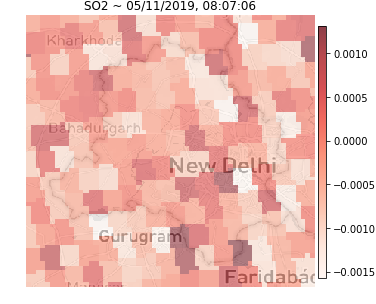 SO2 ~ 05/11/2019, 08:07:06
Kharkhoda
Bahadurgarh
New Delhi
Gurugram
Faridabad
0.0010
0.0005
0.0000
−0.0005
−0.0010
−0.0015